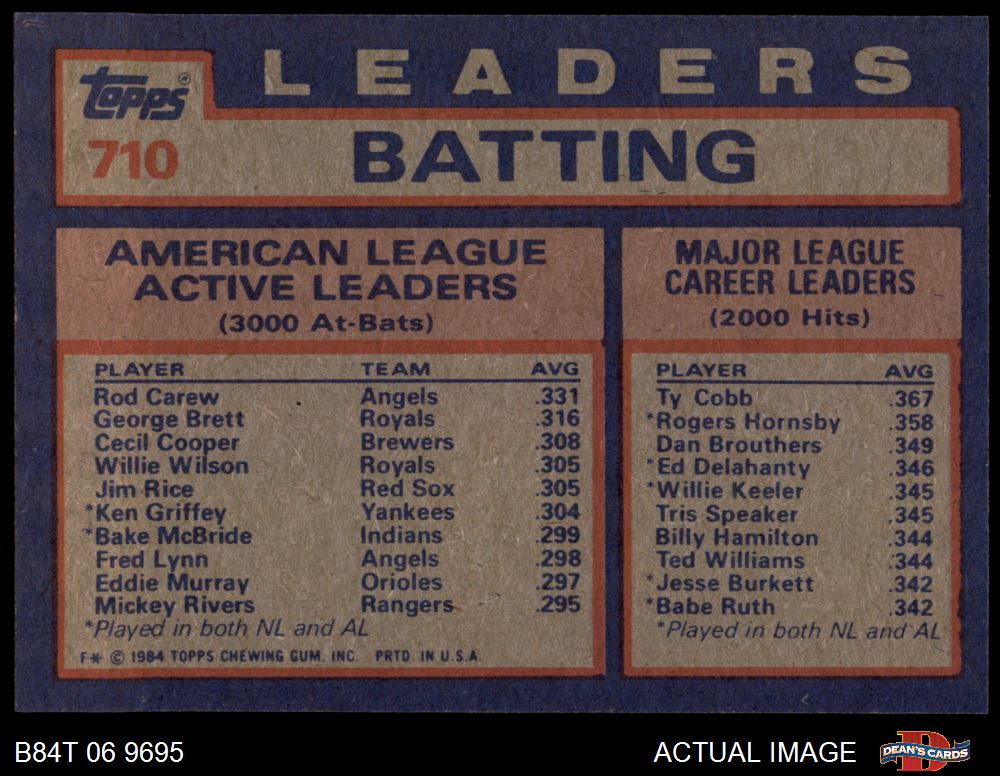 LEADERS
Topps®
710
BATTING
AMERICAN LEAGUE
ACTIVE LEADERS
(3000 At-Bats)
PLAYER TEAM AVG
Rod Carew Angels .331
George Brett Royals .316
Cecil Cooper Brewers .308
Willie Wilson Royals .305
Jim Rice Red Sox .305
*Ken Griffey Yankees .304
*Bake McBride Indians .299
Fred Lynn Angels .298
Eddie Murray Orioles .297
Mickey Rivers Rangers .295
*Played in both NL and AL
F* © 1984 TOPPS CHEWING GUM, INC. PRTD. IN U.S.A.
MAJOR LEAGUE
CAREER LEADERS
(2000 Hits)
PLAYER AVG
Ty Cobb .367
*Rogers Hornsby .358
Dan Brouthers .349
*Ed Delahanty .346
*Willie Keeler .345
Tris Speaker .345
Billy Hamilton .344
Ted Williams .344
*Jesse Burkett .342
*Babe Ruth .342
*Played in both NL and AL
B84T 06 9695
ACTUAL IMAGE
DEAN'S CARDS